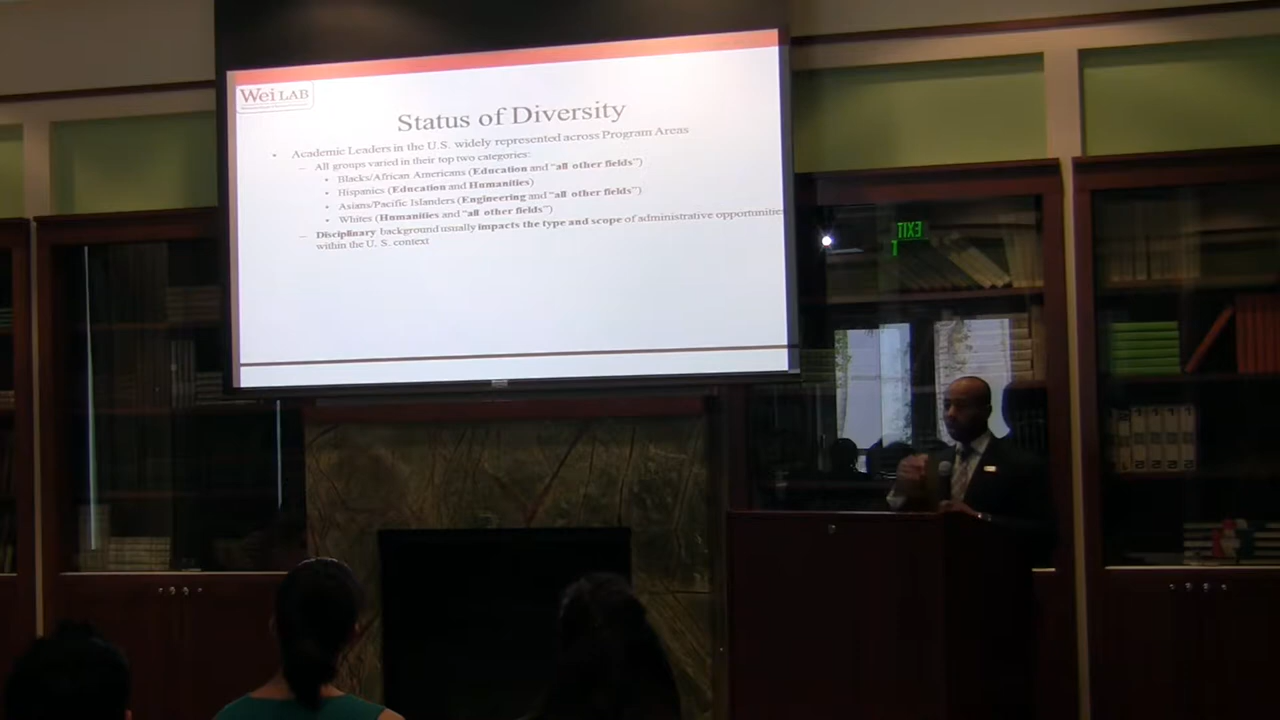 Wei LAB
Status of Diversity
• Academic Leaders in the U.S. widely represented across Program Areas
– All groups varied in their top two categories:
• Blacks/African Americans (Education and “all other fields”)
• Hispanics (Education and Humanities)
• Asians/Pacific Islanders (Engineering and “all other fields”)
• Whites (Humanities and “all other fields”)
– Disciplinary background usually impacts the type and scope of administrative opportunities
within the U. S. context
EXIT